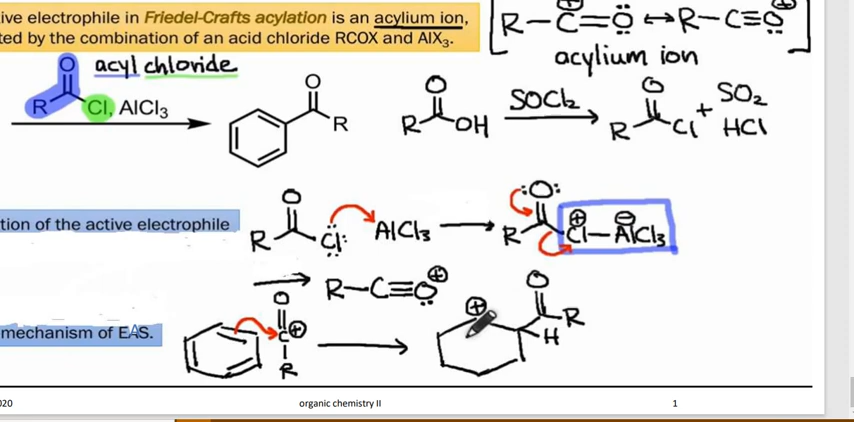 ive electrophile in Friedel-Crafts acylation is an acylium ion,
ted by the combination of an acid chloride RCOX and AlX3.
R–C=O ↔ R–C≡O
acylium ion
O acyl chloride
R Cl, AlCl3
O
R
O
R OH
SOCl2
O
R Cl + SO2
HCl
tion of the active electrophile
O
R Cl: AlCl3
:O:
R Cl–AlCl3
R–C≡O
mechanism of EAS.
O
C
R
O
R
H
020
organic chemistry II
1